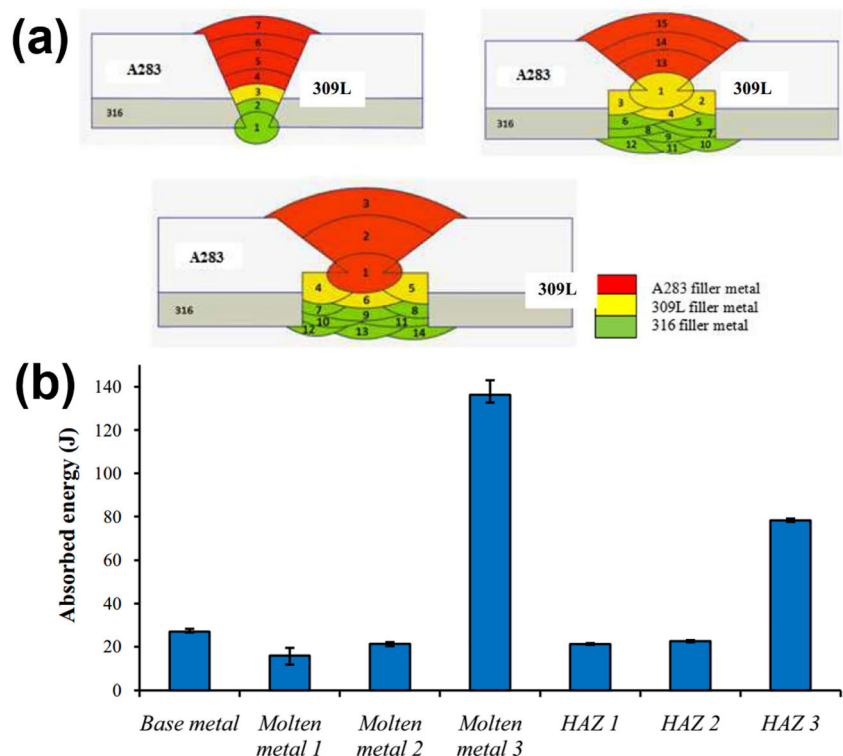 (a)
7
6
5
4
3
2
1
A283
309L
316
15
14
13
1
3
2
4
6
5
8
7
9
12
11
10
A283
309L
316
3
2
1
4
5
6
7
8
9
10
11
12
13
14
A283
309L
316
A283 filler metal
309L filler metal
316 filler metal
(b)
Absorbed energy (J)
140
120
100
80
60
40
20
0
Base metal
Molten
metal 1
Molten
metal 2
Molten
metal 3
HAZ 1
HAZ 2
HAZ 3